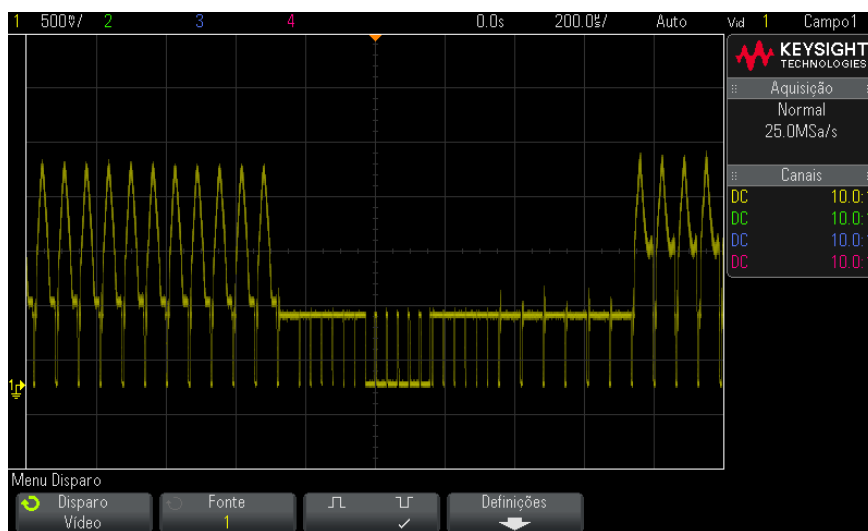 1 500mV/ 2 3 4 0.0s 200.0µs/ Auto Vid 1 Campo1
KEYSIGHT
TECHNOLOGIES
Aquisição
Normal
25.0MSa/s
Canais
DC 10.0:
DC 10.0:
DC 10.0:
DC 10.0:
1
Menu Disparo
Disparo
Vídeo
Fonte
1
Definições